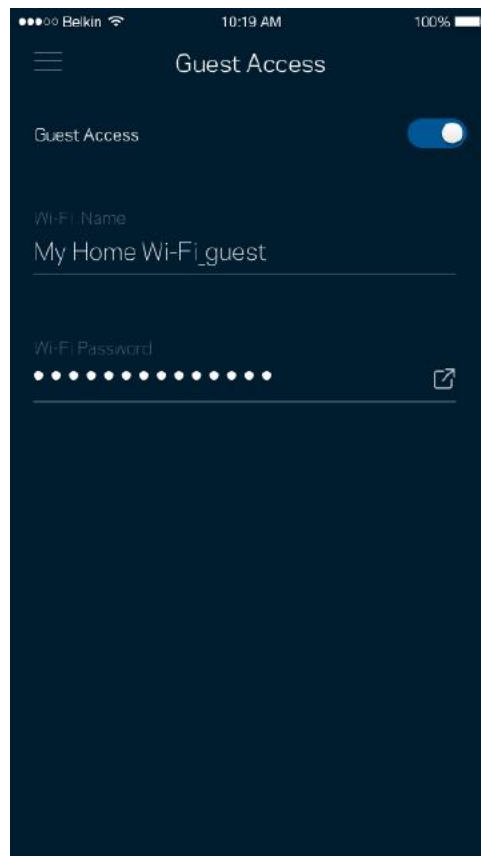 Belkin 10:19 AM 100%
Guest Access
Guest Access
Wi-Fi Name
My Home Wi-Fi_guest
Wi-Fi Password
●●●●●●●●●●●●●●